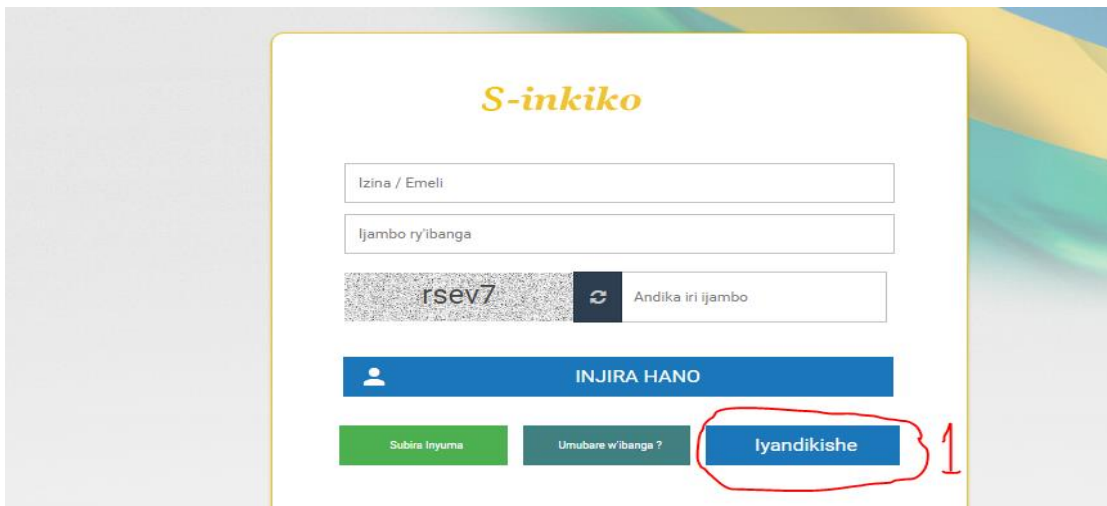 S-inkiko
Izina / Emeli
Ijambo ry'ibanga
rsev7 Andika iri ijambo
INJIRA HANO
Subira Inyuma Umubare w'ibanga ? Iyandikishe 1